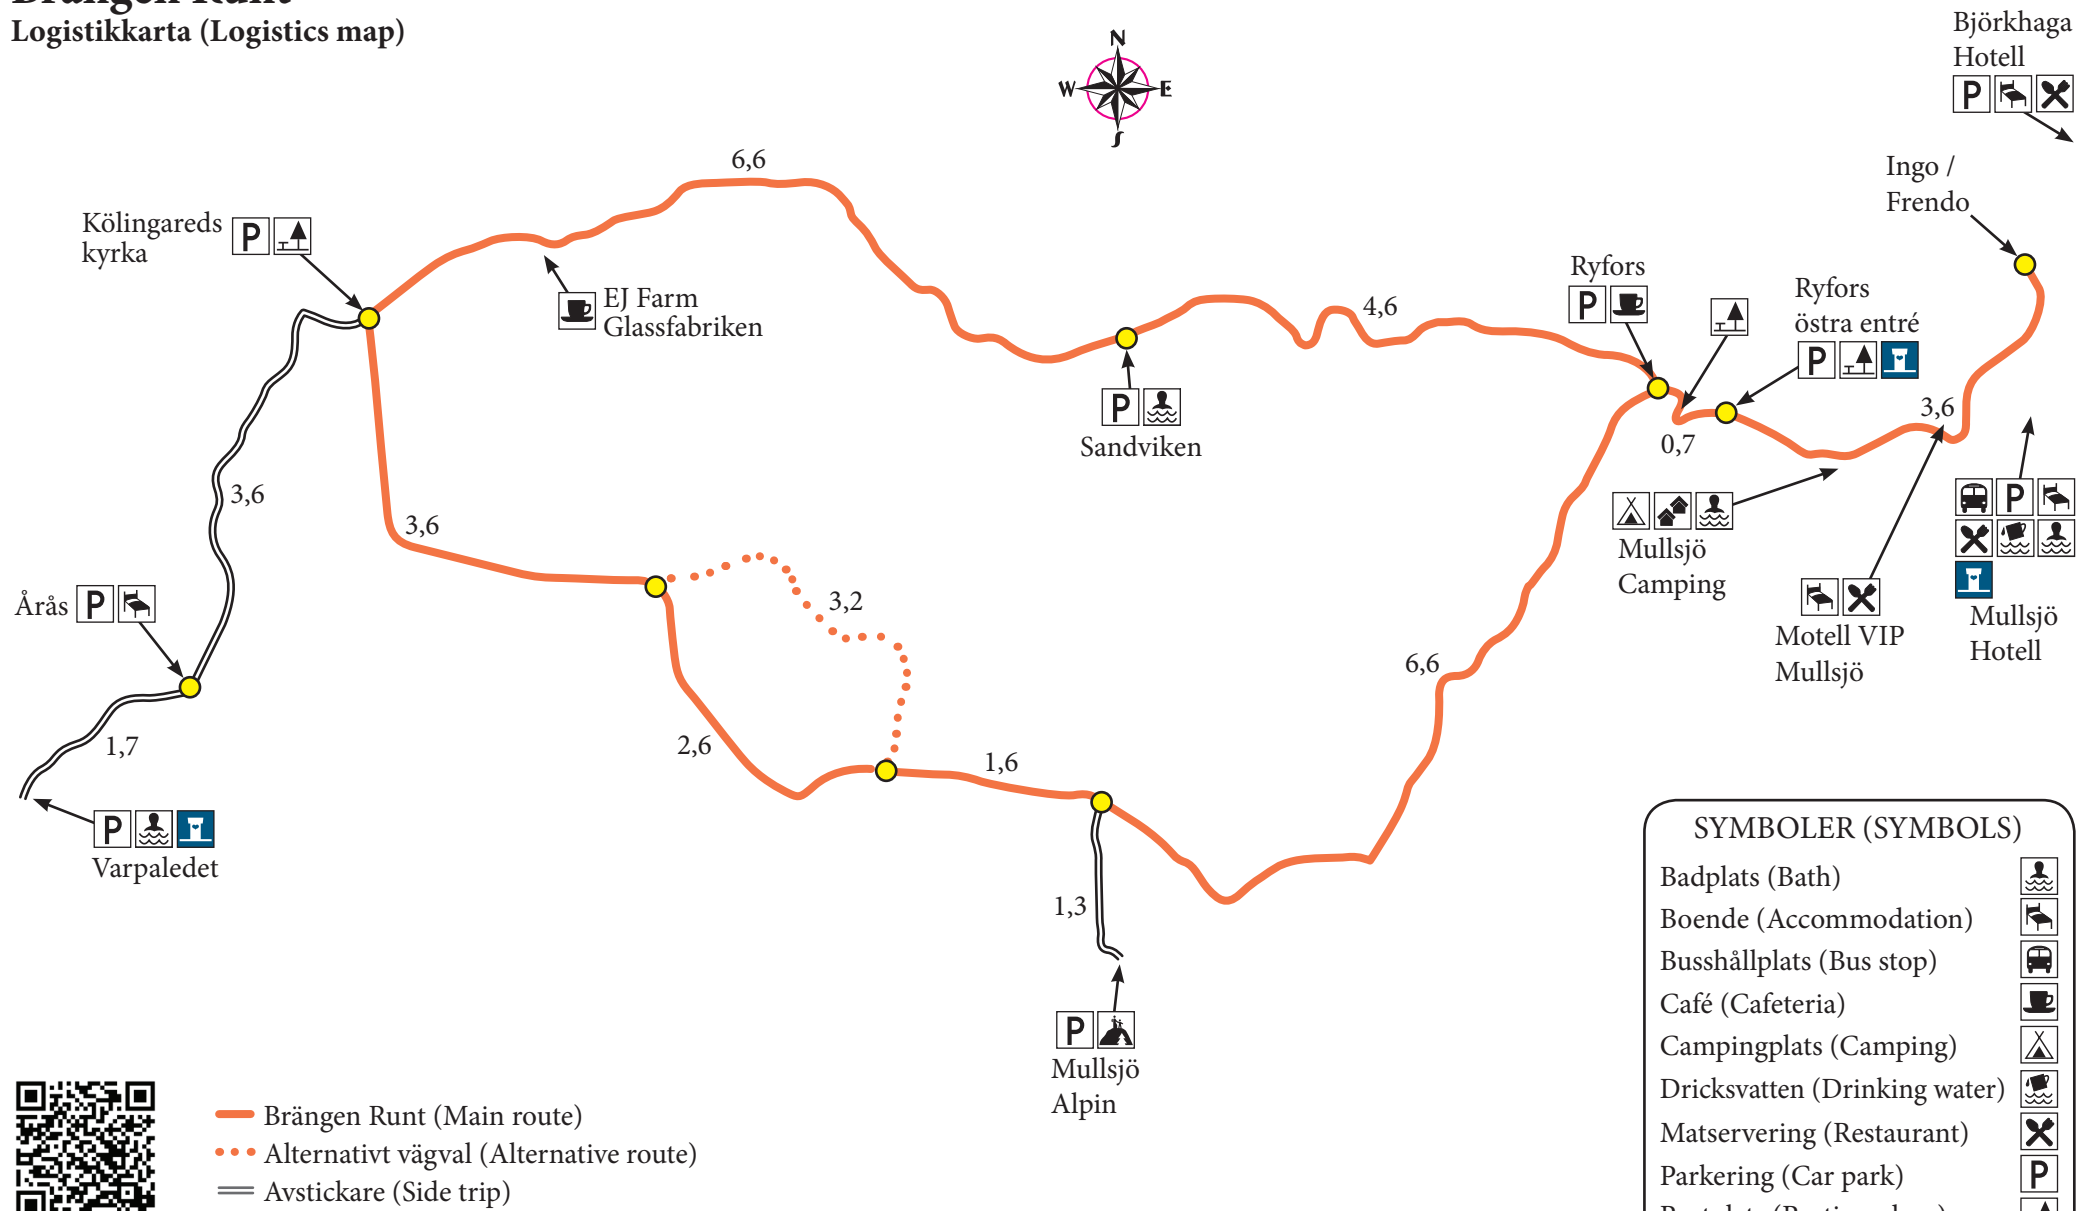 Logistikkarta (Logistics map)
N
W
E
S
Björkhaga
Hotell
P
Ingo /
Frendo
6,6
Kölingareds
kyrka
P
EJ Farm
Glassfabriken
4,6
Ryfors
P
Ryfors
östra entré
P
P
Sandviken
3,6
0,7
3,6
3,6
Mullsjö
Camping
P
Motell VIP
Mullsjö
Mullsjö
Hotell
Årås
P
3,2
6,6
1,7
2,6
1,6
P
Varpaledet
1,3
P
Mullsjö
Alpin
Brängen Runt (Main route)
Alternativt vägval (Alternative route)
Avstickare (Side trip)
SYMBOLER (SYMBOLS)
Badplats (Bath)
Boende (Accommodation)
Busshållplats (Bus stop)
Café (Cafeteria)
Campingplats (Camping)
Dricksvatten (Drinking water)
Matservering (Restaurant)
Parkering (Car park)
P